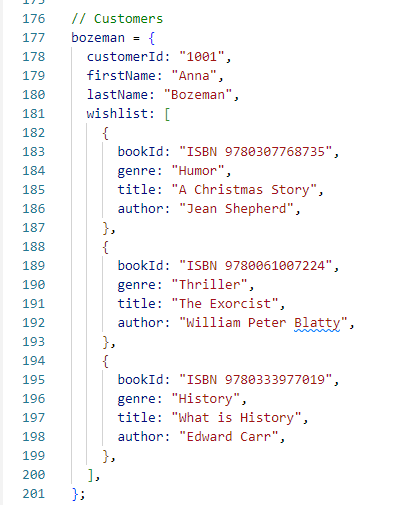 176 // Customers
177 bozeman = {
178 customerId: "1001",
179 firstName: "Anna",
180 lastName: "Bozeman",
181 wishlist: [
182 {
183 bookId: "ISBN 9780307768735",
184 genre: "Humor",
185 title: "A Christmas Story",
186 author: "Jean Shepherd",
187 },
188 {
189 bookId: "ISBN 9780061007224",
190 genre: "Thriller",
191 title: "The Exorcist",
192 author: "William Peter Blatty",
193 },
194 {
195 bookId: "ISBN 9780333977019",
196 genre: "History",
197 title: "What is History",
198 author: "Edward Carr",
199 },
200 ],
201 };